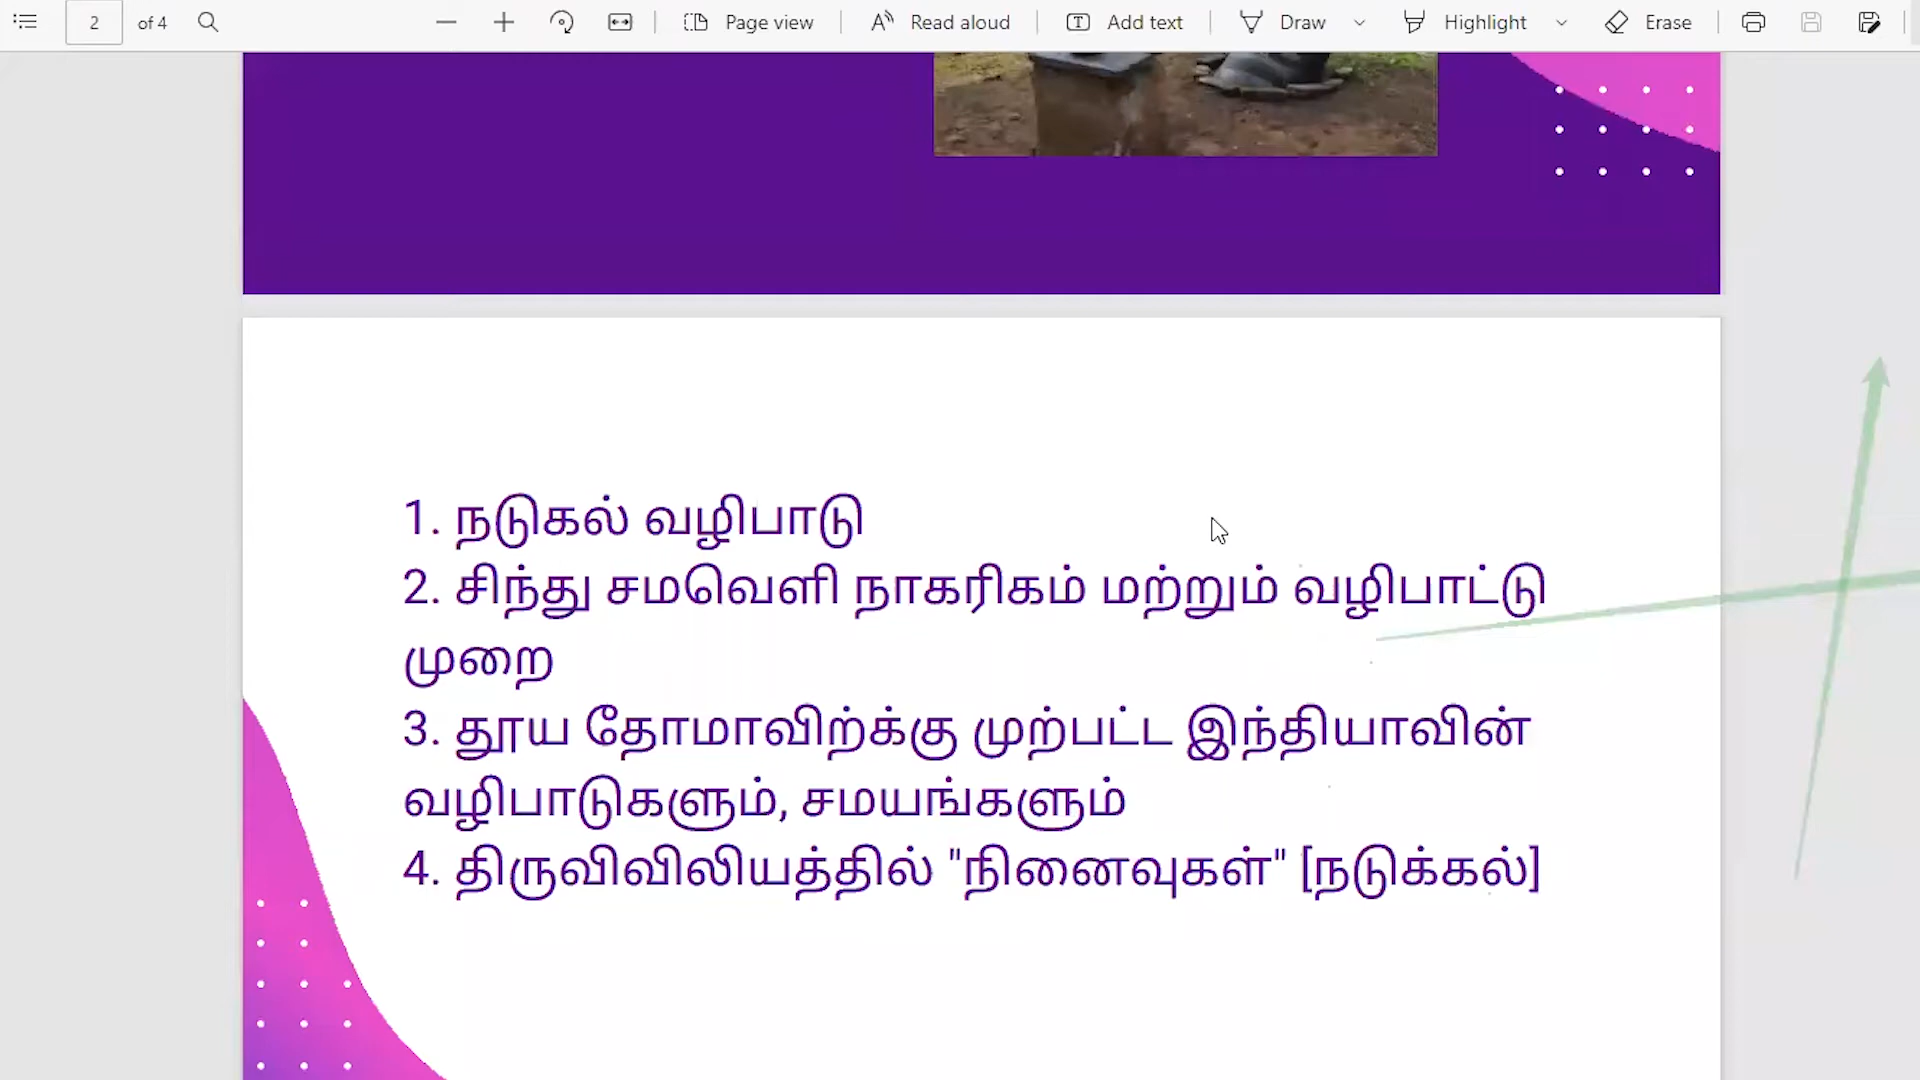 2 of 4 Page view Read aloud Add text Draw Highlight Erase
1. நடுகல் வழிபாடு
2. சிந்து சமவெளி நாகரிகம் மற்றும் வழிபாட்டு
முறை
3. தூய தோமாவிற்க்கு முற்பட்ட இந்தியாவின்
வழிபாடுகளும், சமயங்களும்
4. திருவிவிலியத்தில் "நினைவுகள்" [நடுக்கல்]